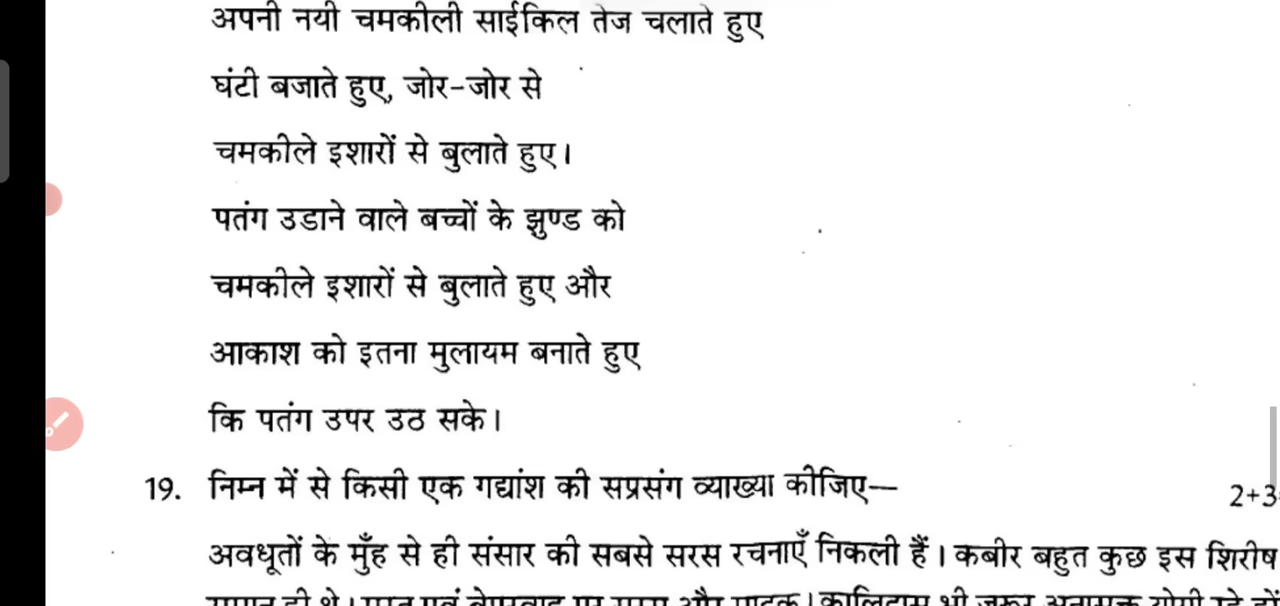 अपनी नयी चमकीली साईकिल तेज चलाते हुए
घंटी बजाते हुए, जोर-जोर से
चमकीले इशारों से बुलाते हुए।
पतंग उडाने वाले बच्चों के झुण्ड को
चमकीले इशारों से बुलाते हुए और
आकाश को इतना मुलायम बनाते हुए
कि पतंग उपर उठ सके।
19. निम्न में से किसी एक गद्यांश की सप्रसंग व्याख्या कीजिए— 2+3
अवधूतों के मुँह से ही संसार की सबसे सरस रचनाएँ निकली हैं। कबीर बहुत कुछ इस शिरीष